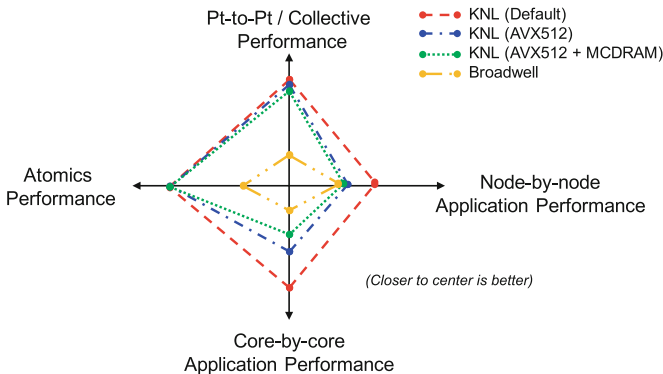 Pt-to-Pt / Collective
Performance
KNL (Default)
KNL (AVX512)
KNL (AVX512 + MCDRAM)
Broadwell
Atomics
Performance
Node-by-node
Application Performance
(Closer to center is better)
Core-by-core
Application Performance